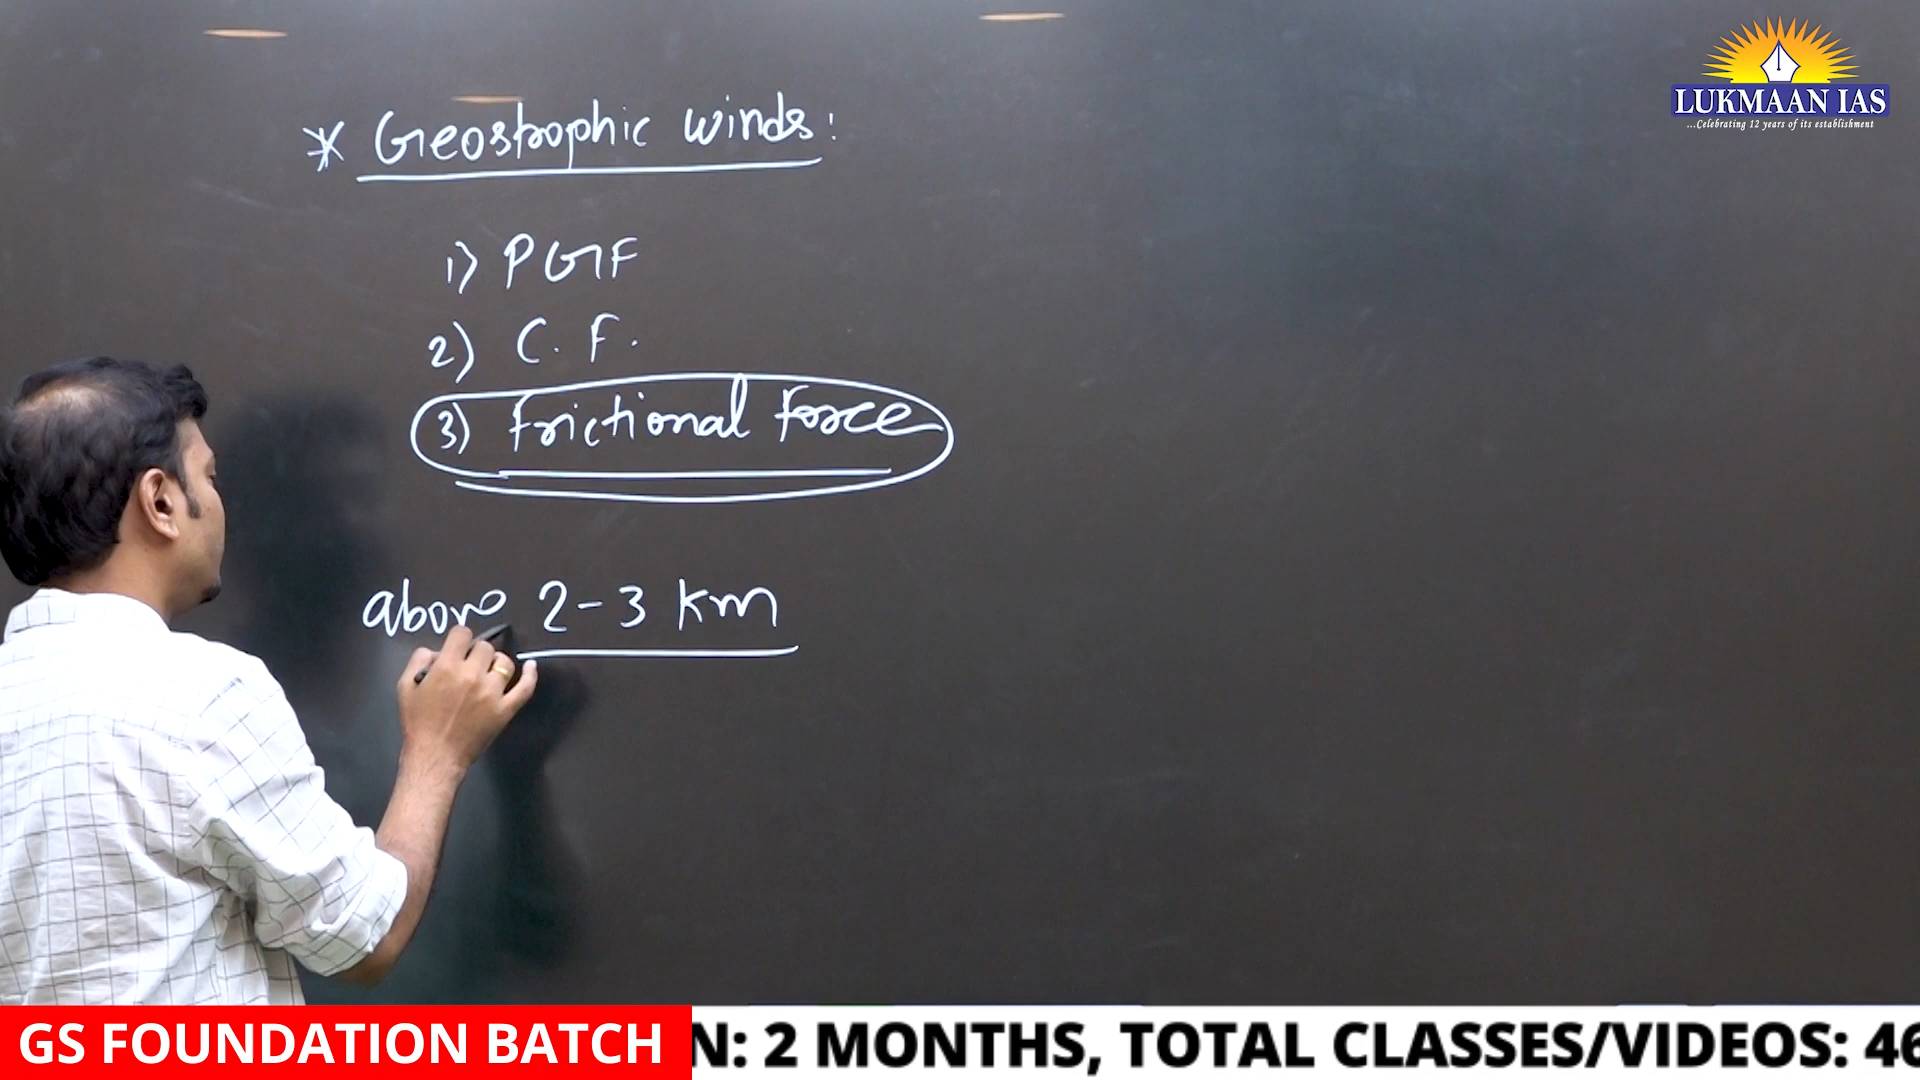 * Geostrophic winds:
1) PGF
2) C. F.
3) Frictional Force
above 2-3 km
LUKMAAN IAS
...Celebrating 12 years of its establishment
GS FOUNDATION BATCH
N: 2 MONTHS, TOTAL CLASSES/VIDEOS: 46